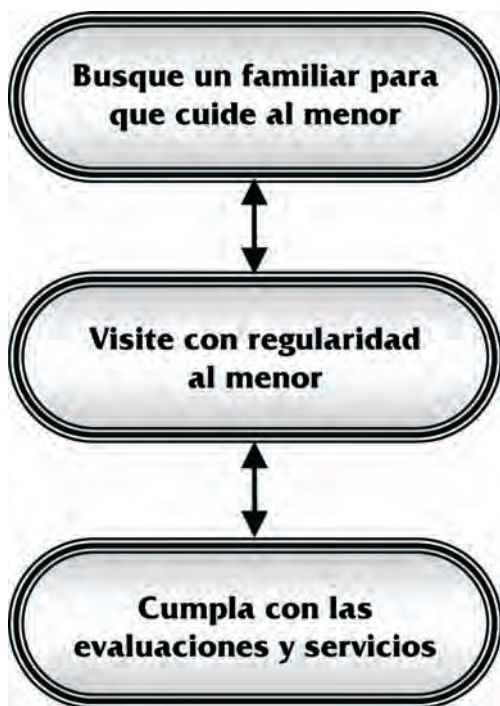 Busque un familiar para
que cuide al menor
Visite con regularidad
al menor
Cumpla con las
evaluaciones y servicios